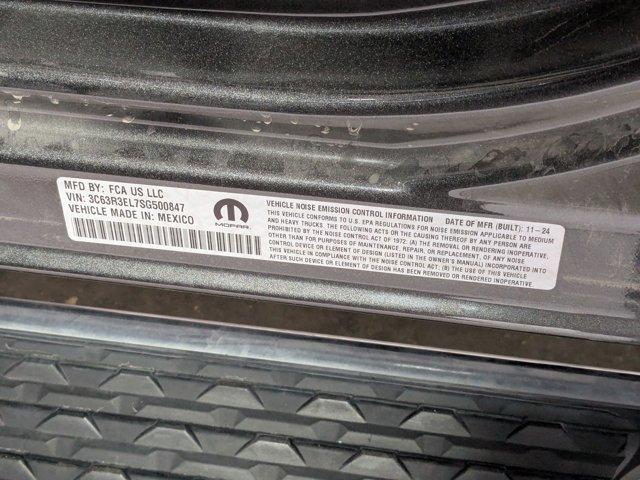 MFD BY: FCA US LLC
VIN: 3C63R3EL7SG500847
VEHICLE MADE IN: MEXICO
MOPAR
VEHICLE NOISE EMISSION CONTROL INFORMATION DATE OF MFR (BUILT): 11-24
THIS VEHICLE CONFORMS TO U.S. EPA REGULATIONS FOR NOISE EMISSION APPLICABLE TO MEDIUM
AND HEAVY TRUCKS. THE FOLLOWING ACTS OR THE CAUSING THEREOF BY ANY PERSON ARE
PROHIBITED BY THE NOISE CONTROL ACT OF 1972: (A) THE REMOVAL OR RENDERING INOPERATIVE,
OTHER THAN FOR PURPOSES OF MAINTENANCE, REPAIR, OR REPLACEMENT, OF ANY NOISE
CONTROL DEVICE OR ELEMENT OF DESIGN (LISTED IN THE OWNER'S MANUAL) INCORPORATED INTO
THIS VEHICLE IN COMPLIANCE WITH THE NOISE CONTROL ACT; (B) THE USE OF THIS VEHICLE
AFTER SUCH DEVICE OR ELEMENT OF DESIGN HAS BEEN REMOVED OR RENDERED INOPERATIVE